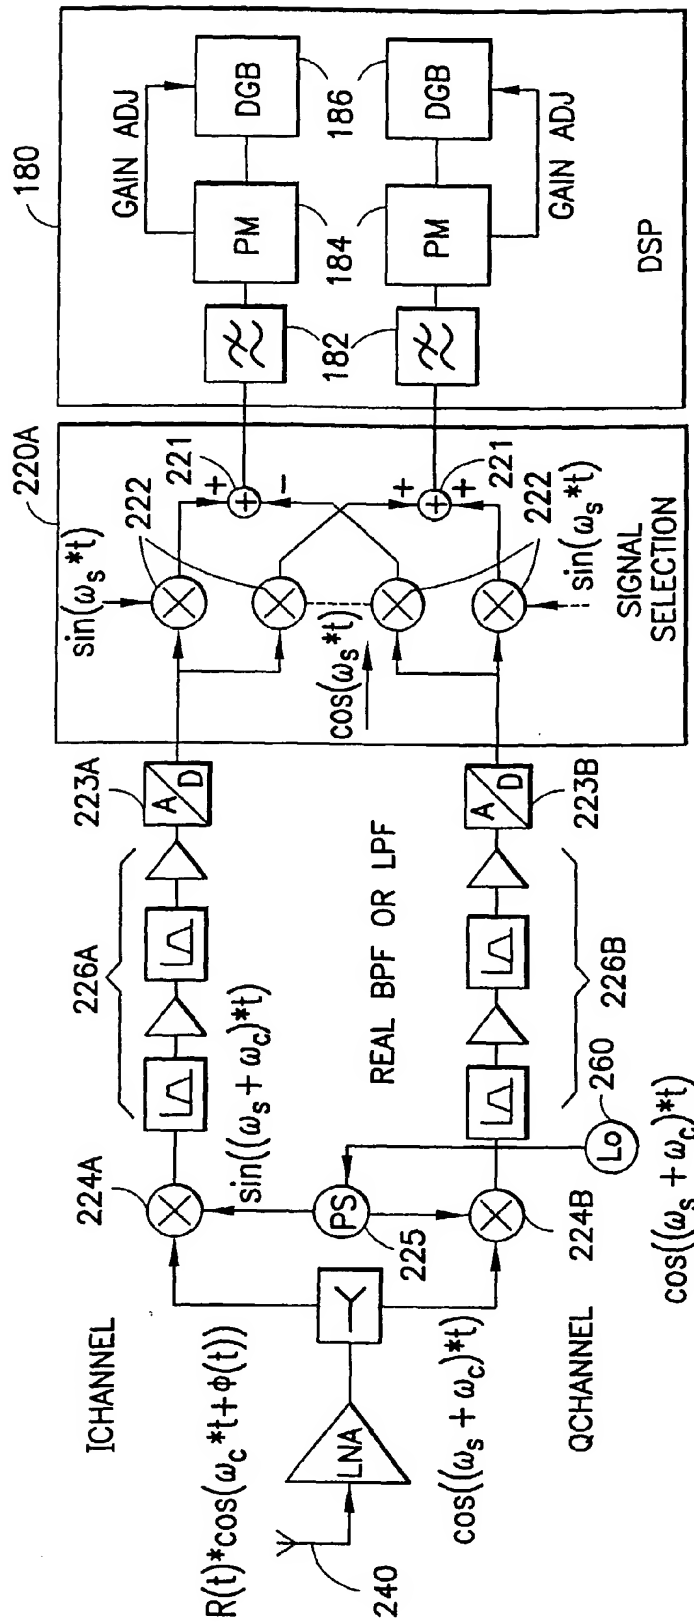 ICHANNEL
R(t)*cos(ω_c*t+Φ(t))
240
LNA
cos((ω_s + ω_c)*t)
QCHANNEL
224A
sin((ω_s + ω_c)*t)
PS
225
224B
Lo
260
cos((ω_s + ω_c)*t)
226A
REAL BPF OR LPF
226B
223A
A
D
A
D
223B
220A
sin(ω_s*t)
222
221
+
+
-
cos(ω_s*t)
+
+
+
221
222
sin(ω_s*t)
SIGNAL
SELECTION
180
GAIN ADJ
PM
DGB
182
184
186
PM
DGB
GAIN ADJ
DSP